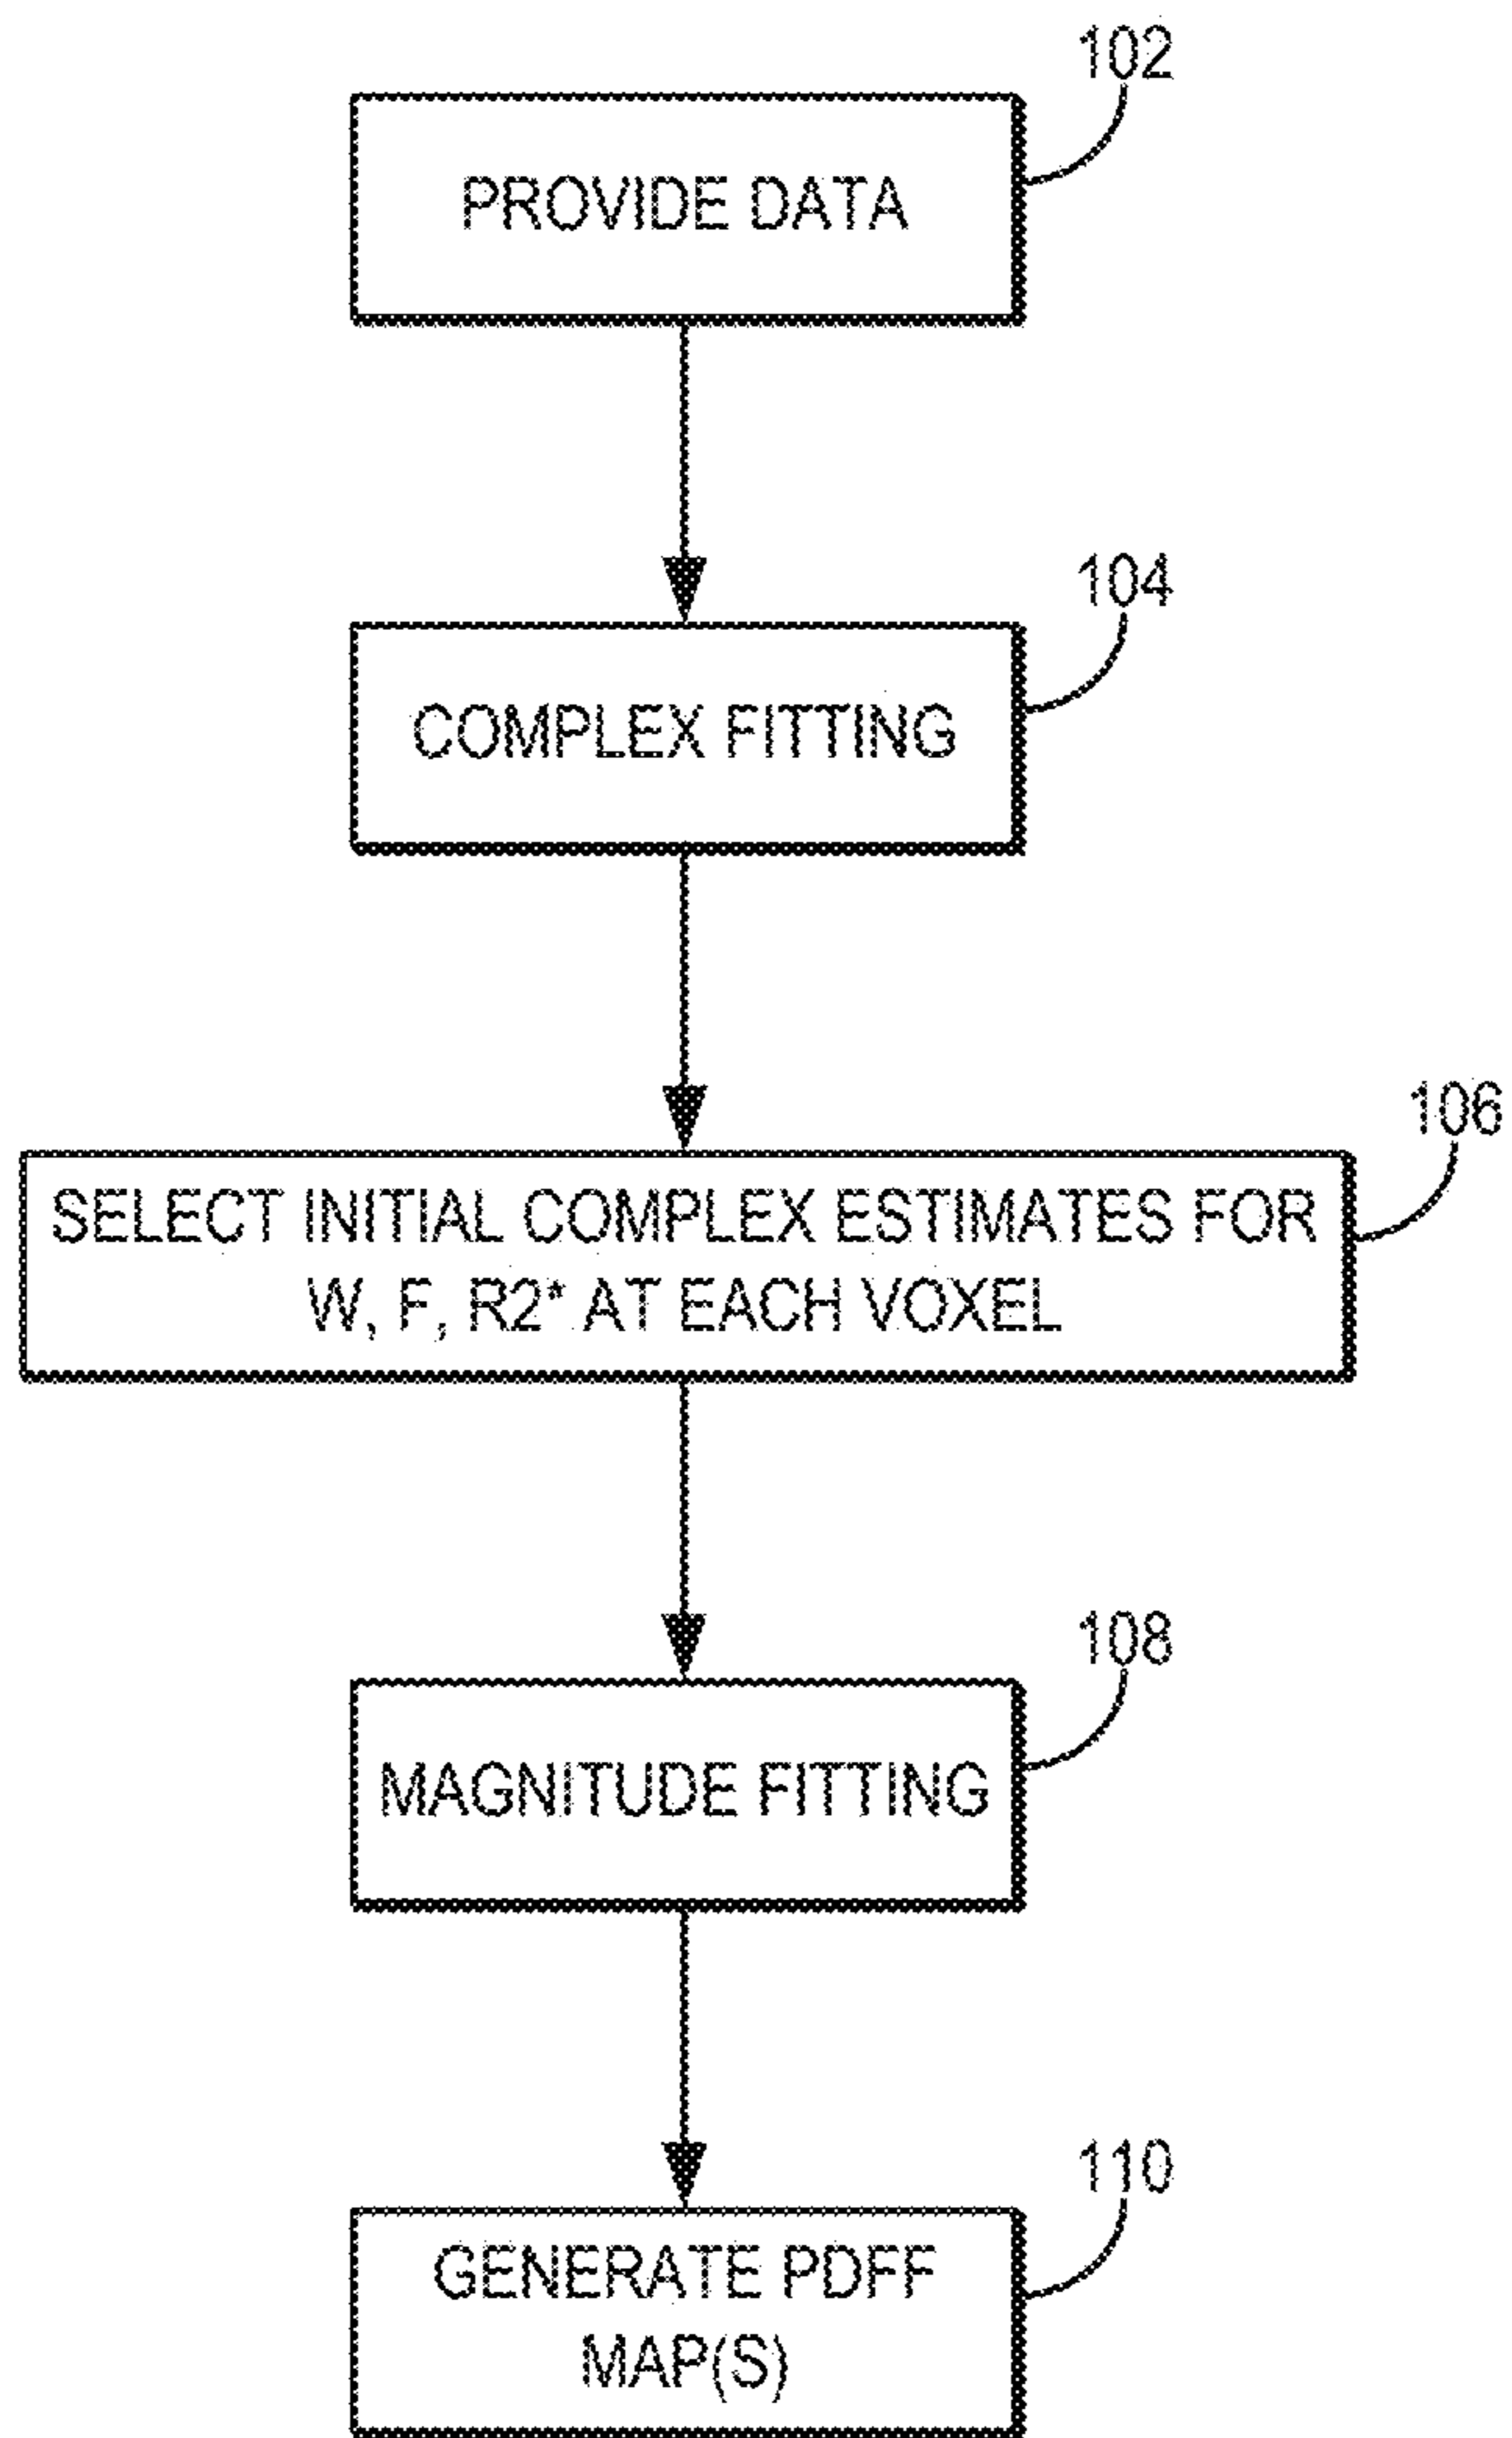 102
PROVIDE DATA
104
COMPLEX FITTING
106
SELECT INITIAL COMPLEX ESTIMATES FOR
W, F, R2* AT EACH VOXEL
108
MAGNITUDE FITTING
110
GENERATE PDFF
MAP(S)